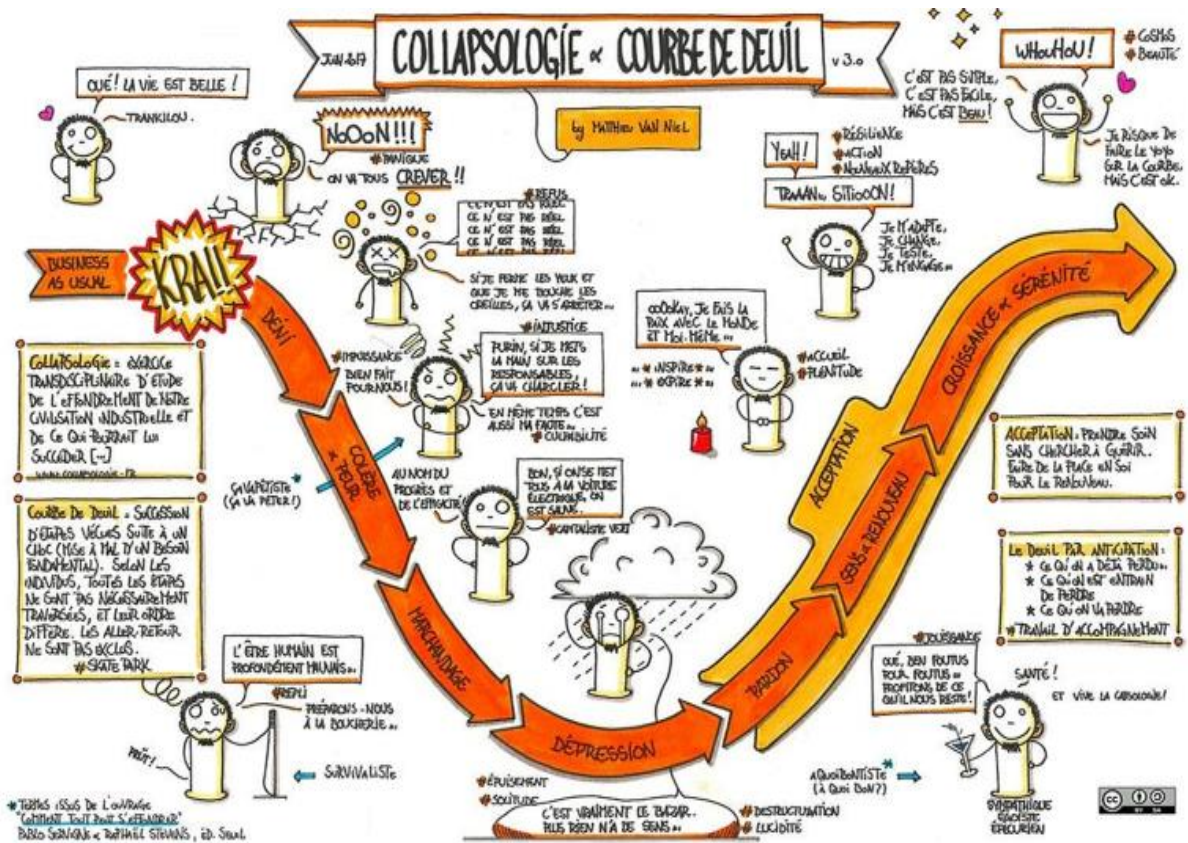 JUIN 2017
COLLAPSOLOGIE & COURBE DE DEUIL
v 3.0
by MATTHIEU VAN NIEL
OUÉ! LA VIE EST BELLE !
TRANKILOU.
NOOON!!!
#PANIQUE
ON VA TOUS CREVER !!
#REFUS
CE N'EST PAS RÉEL
CE N'EST PAS RÉEL
CE N'EST PAS RÉEL
CE N'EST PAS RÉEL
SI JE FERME LES YEUX ET
QUE JE ME BOUCHE LES
OREILLES, ÇA VA S'ARRÊTER...
YEAH!
#RÉSILIENCE
#ACTION
#NOUVEAUX REPÈRES
TRAAAN SITIOOON!
JE M'ADAPTE,
JE CHANGE,
JE TESTE,
JE M'ENGAGE...
WHOUHOU!
#COSMOS
#BEAUTÉ
C'EST PAS SIMPLE,
C'EST PAS FACILE,
MAIS C'EST BEAU!
JE RISQUE DE
FAIRE LE YOYO
SUR LA COURBE,
MAIS C'EST OK.
BUSINESS
AS USUAL
KRA!!!
DÉNI
COLÈRE
& PEUR
MARCHANDAGE
DÉPRESSION
PARDON
SENS & RENOUVEAU
CROISSANCE & SÉRÉNITÉ
ACCEPTATION
#INJUSTICE
#IMPUISSANCE
BIEN FAIT
POUR NOUS!
PURIN, SI JE METS
LA MAIN SUR LES
RESPONSABLES,
ÇA VA CHARCLER!
EN MÊME TEMPS C'EST
AUSSI MA FAUTE...
#CULPABILITÉ
ÇAVAPÉTISTE*
(ÇA VA PÉTER!)
AU NOM DU
PROGRÈS ET
DE L'EFFICACITÉ
BON, SI ON SE MET
TOUS À LA VOITURE
ÉLECTRIQUE, ON
EST SAUVÉ.
#CAPITALISME VERT
OOOKAY, JE FAIS LA
PAIX AVEC LE MONDE
ET MOI-MÊME...
... * INSPIRE * ...
... * EXPIRE * ...
#ACCUEIL
#PLÉNITUDE
COLLAPSOLOGIE = EXERCICE
TRANSDISCIPLINAIRE D'ÉTUDE
DE L'EFFONDREMENT DE NOTRE
CIVILISATION INDUSTRIELLE ET
DE CE QUI POURRAIT LUI
SUCCÉDER [...]
COURBE DE DEUIL = SUCCESSION
D'ÉTAPES VÉCUES SUITE À UN
CHOC (MISE À MAL D'UN BESOIN
FONDAMENTAL). SELON LES
INDIVIDUS, TOUTES LES ÉTAPES
NE SONT PAS NÉCESSAIREMENT
TRAVERSÉES, ET LEUR ORDRE
DIFFÈRE. LES ALLER-RETOUR
NE SONT PAS EXCLUS.
#SKATE PARK
ACCEPTATION = PRENDRE SOIN
SANS CHERCHER À GUÉRIR.
FAIRE DE LA PLACE EN SOI
POUR LE RENOUVEAU.
LE DEUIL PAR ANTICIPATION :
* CE QU'ON A DÉJÀ PERDU...
* CE QU'ON EST EN TRAIN
DE PERDRE
* CE QU'ON VA PERDRE
#TRAVAIL D'ACCOMPAGNEMENT
L'ÊTRE HUMAIN EST
PROFONDÉMENT MAUVAIS...
#REPLI
PRÉPARONS-NOUS
À LA BOUCHERIE...
PRÊT!
SURVIVALISTE
#ÉPUISEMENT
#SOLITUDE
C'EST VRAIMENT LE BAZAR.
PLUS RIEN N'A DE SENS...
#DESTRUCTURATION
#LUCIDITÉ
#JOUISSANCE
OUÉ, BEN FOUTUS
POUR FOUTUS...
PROFITONS DE CE
QU'IL NOUS RESTE!
SANTÉ!
ET VIVE LA GASOLINE!
AQUOIBONTISTE*
(À QUOI BON?)
SYMPATHIQUE
ÉGOÏSTE
ÉPICURIEN
* TERMES ISSUS DE L'OUVRAGE
"COMMENT TOUT PEUT S'EFFONDRER"
PABLO SERVIGNE & RAPHAËL STEVENS, ÉD. SEUIL
cc
BY SA